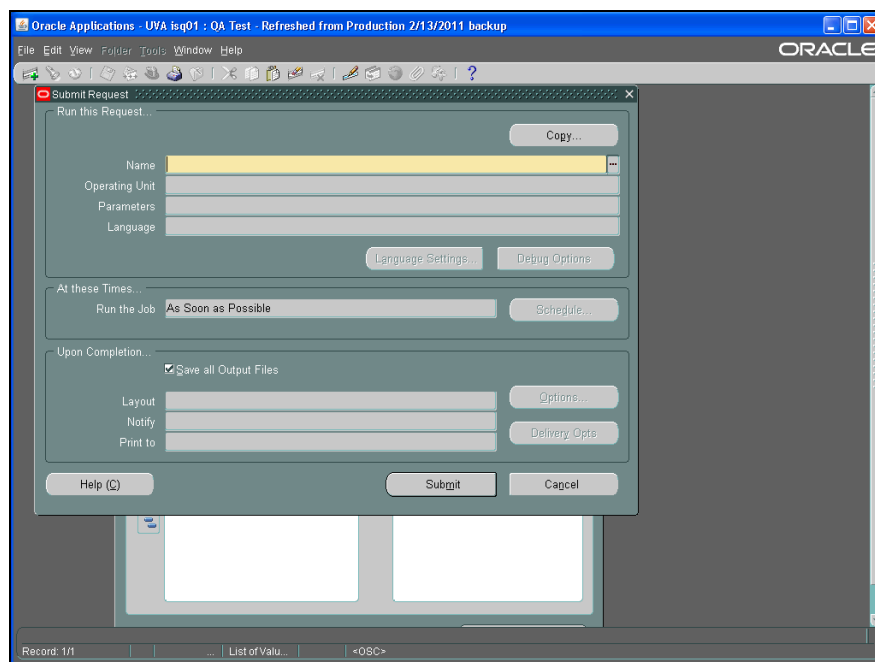 Oracle Applications - UVA isq01 : QA Test - Refreshed from Production 2/13/2011 backup
File Edit View Folder Tools Window Help
ORACLE
Submit Request
Run this Request...
Copy...
Name
Operating Unit
Parameters
Language
Language Settings...
Debug Options
At these Times...
Run the Job As Soon as Possible
Schedule...
Upon Completion...
Save all Output Files
Layout
Options...
Notify
Delivery Opts
Print to
Help (C)
Submit
Cancel
Record: 1/1 ... List of Valu... <OSC>